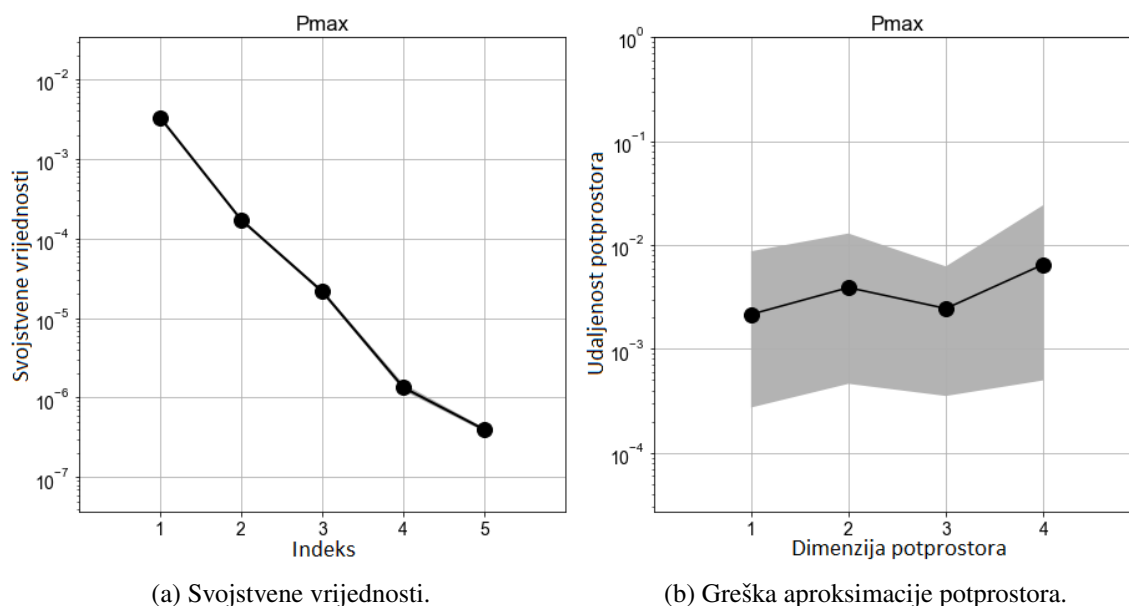 Pmax
10⁻²
10⁻³
10⁻⁴
10⁻⁵
10⁻⁶
10⁻⁷
Svojstvene vrijednosti
1 2 3 4 5
Indeks
(a) Svojstvene vrijednosti.
Pmax
10⁰
10⁻¹
10⁻²
10⁻³
10⁻⁴
Udaljenost potprostora
1 2 3 4
Dimenzija potprostora
(b) Greška aproksimacije potprostora.